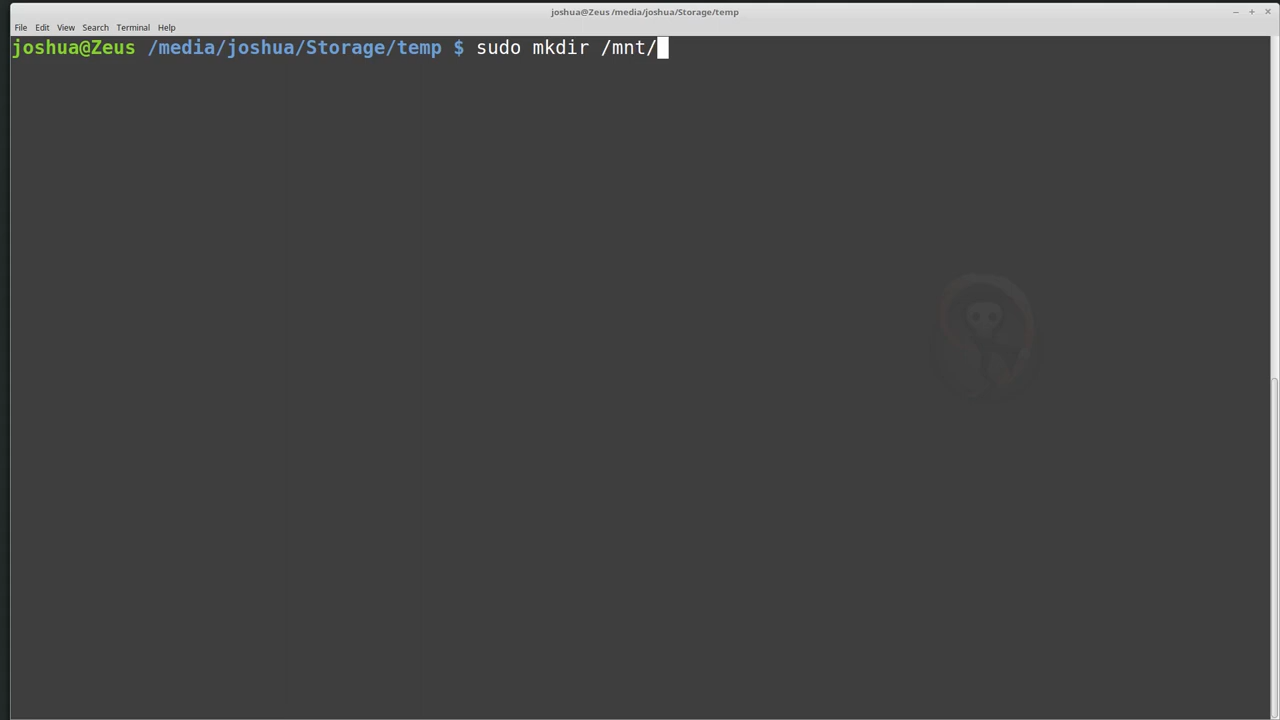 joshua@Zeus /media/joshua/Storage/temp
File Edit View Search Terminal Help
joshua@Zeus /media/joshua/Storage/temp $ sudo mkdir /mnt/